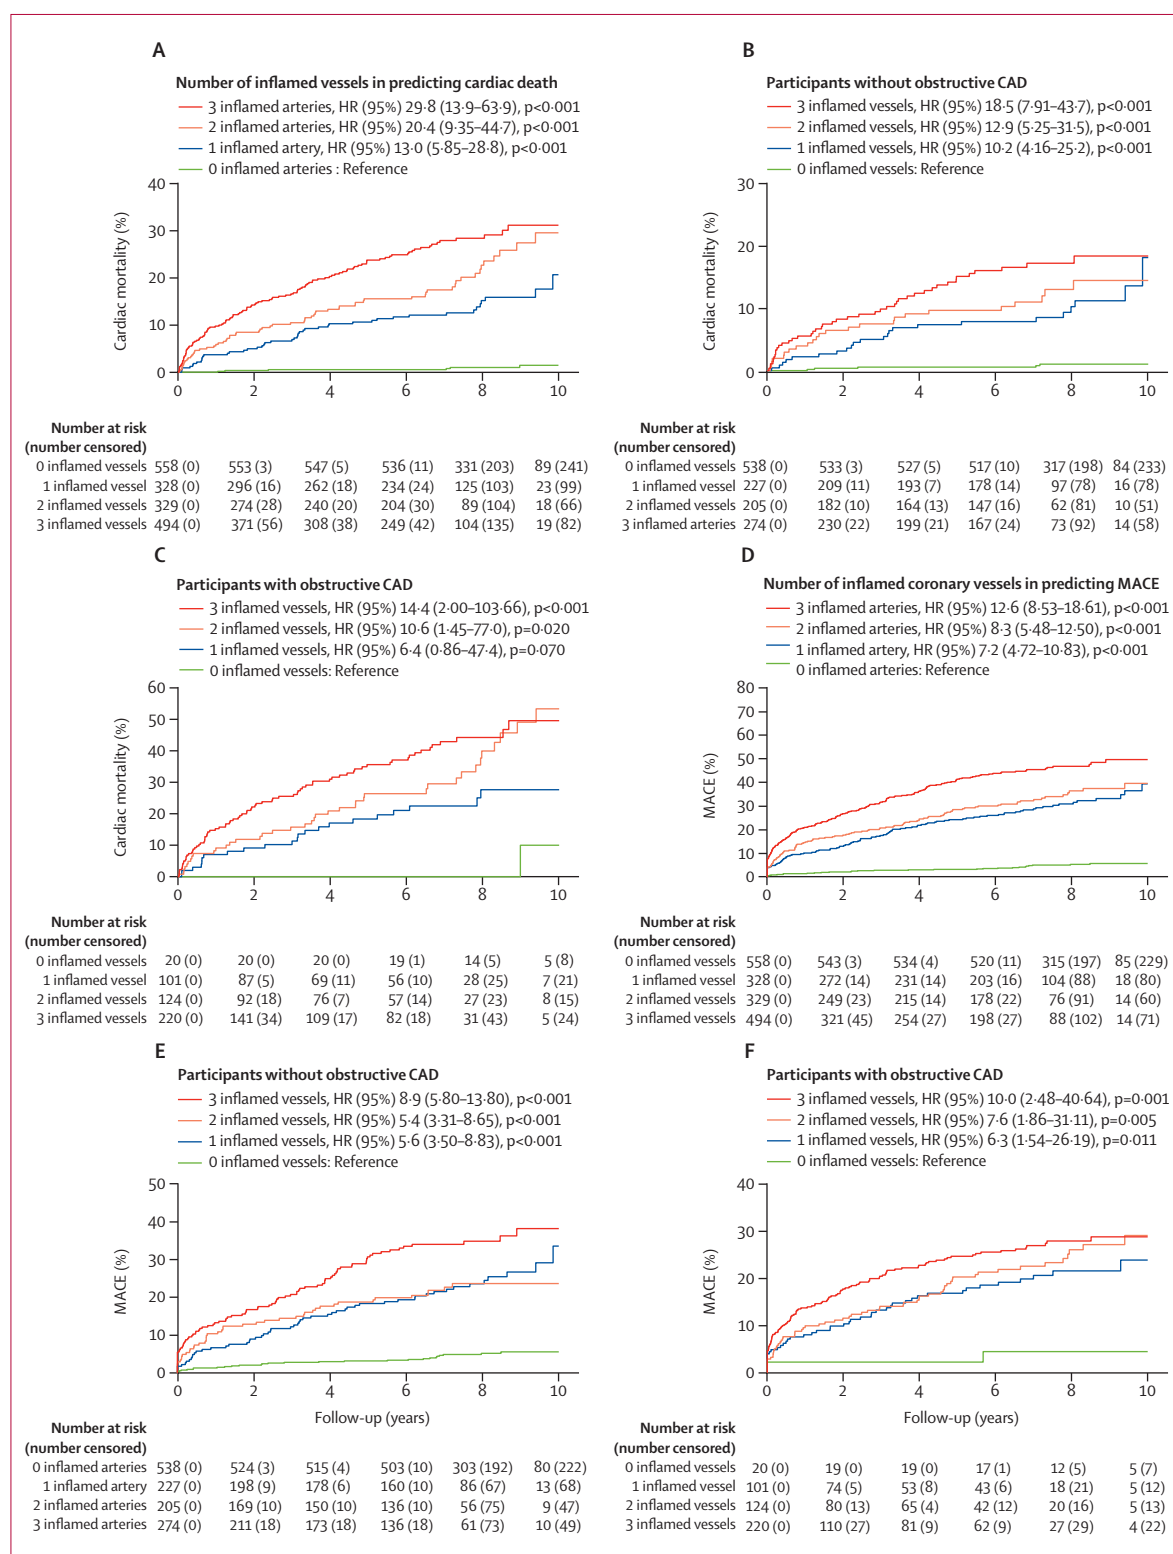 A
Number of inflamed vessels in predicting cardiac death
3 inflamed arteries, HR (95%) 29·8 (13·9–63·9), p<0·001
2 inflamed arteries, HR (95%) 20·4 (9·35–44·7), p<0·001
1 inflamed artery, HR (95%) 13·0 (5·85–28·8), p<0·001
0 inflamed arteries : Reference
Cardiac mortality (%)
40
30
20
10
0
0 2 4 6 8 10
Number at risk
(number censored)
0 inflamed vessels 558 (0) 553 (3) 547 (5) 536 (11) 331 (203) 89 (241)
1 inflamed vessel 328 (0) 296 (16) 262 (18) 234 (24) 125 (103) 23 (99)
2 inflamed vessels 329 (0) 274 (28) 240 (20) 204 (30) 89 (104) 18 (66)
3 inflamed vessels 494 (0) 371 (56) 308 (38) 249 (42) 104 (135) 19 (82)
B
Participants without obstructive CAD
3 inflamed vessels, HR (95%) 18·5 (7·91–43·7), p<0·001
2 inflamed vessels, HR (95%) 12·9 (5·25–31·5), p<0·001
1 inflamed vessels, HR (95%) 10·2 (4·16–25·2), p<0·001
0 inflamed vessels: Reference
Cardiac mortality (%)
30
20
10
0
0 2 4 6 8 10
Number at risk
(number censored)
0 inflamed vessels 538 (0) 533 (3) 527 (5) 517 (10) 317 (198) 84 (233)
1 inflamed vessel 227 (0) 209 (11) 193 (7) 178 (14) 97 (78) 16 (78)
2 inflamed vessels 205 (0) 182 (10) 164 (13) 147 (16) 62 (81) 10 (51)
3 inflamed arteries 274 (0) 230 (22) 199 (21) 167 (24) 73 (92) 14 (58)
C
Participants with obstructive CAD
3 inflamed vessels, HR (95%) 14·4 (2·00–103·66), p<0·001
2 inflamed vessels, HR (95%) 10·6 (1·45–77·0), p=0·020
1 inflamed vessels, HR (95%) 6·4 (0·86–47·4), p=0·070
0 inflamed vessels: Reference
Cardiac mortality (%)
60
50
40
30
20
10
0
0 2 4 6 8 10
Number at risk
(number censored)
0 inflamed vessels 20 (0) 20 (0) 20 (0) 19 (1) 14 (5) 5 (8)
1 inflamed vessel 101 (0) 87 (5) 69 (11) 56 (10) 28 (25) 7 (21)
2 inflamed vessels 124 (0) 92 (18) 76 (7) 57 (14) 27 (23) 8 (15)
3 inflamed vessels 220 (0) 141 (34) 109 (17) 82 (18) 31 (43) 5 (24)
D
Number of inflamed coronary vessels in predicting MACE
3 inflamed arteries, HR (95%) 12·6 (8·53–18·61), p<0·001
2 inflamed arteries, HR (95%) 8·3 (5·48–12·50), p<0·001
1 inflamed artery, HR (95%) 7·2 (4·72–10·83), p<0·001
0 inflamed arteries: Reference
MACE (%)
80
70
60
50
40
30
20
10
0
0 2 4 6 8 10
Number at risk
(number censored)
0 inflamed vessels 558 (0) 543 (3) 534 (4) 520 (11) 315 (197) 85 (229)
1 inflamed vessel 328 (0) 272 (14) 231 (14) 203 (16) 104 (88) 18 (80)
2 inflamed vessels 329 (0) 249 (23) 215 (14) 178 (22) 76 (91) 14 (60)
3 inflamed vessels 494 (0) 321 (45) 254 (27) 198 (27) 88 (102) 14 (71)
E
Participants without obstructive CAD
3 inflamed vessels, HR (95%) 8·9 (5·80–13·80), p<0·001
2 inflamed vessels, HR (95%) 5·4 (3·31–8·65), p<0·001
1 inflamed vessels, HR (95%) 5·6 (3·50–8·83), p<0·001
0 inflamed vessels: Reference
MACE (%)
50
40
30
20
10
0
0 2 4 6 8 10
Follow-up (years)
Number at risk
(number censored)
0 inflamed arteries 538 (0) 524 (3) 515 (4) 503 (10) 303 (192) 80 (222)
1 inflamed artery 227 (0) 198 (9) 178 (6) 160 (10) 86 (67) 13 (68)
2 inflamed arteries 205 (0) 169 (10) 150 (10) 136 (10) 56 (75) 9 (47)
3 inflamed arteries 274 (0) 211 (18) 173 (18) 136 (18) 61 (73) 10 (49)
F
Participants with obstructive CAD
3 inflamed vessels, HR (95%) 10·0 (2·48–40·64), p=0·001
2 inflamed vessels, HR (95%) 7·6 (1·86–31·11), p=0·005
1 inflamed vessels, HR (95%) 6·3 (1·54–26·19), p=0·011
0 inflamed vessels: Reference
MACE (%)
40
30
20
10
0
0 2 4 6 8 10
Follow-up (years)
Number at risk
(number censored)
0 inflamed vessels 20 (0) 19 (0) 19 (0) 17 (1) 12 (5) 5 (7)
1 inflamed vessel 101 (0) 74 (5) 53 (8) 43 (6) 18 (21) 5 (12)
2 inflamed vessels 124 (0) 80 (13) 65 (4) 42 (12) 20 (16) 5 (13)
3 inflamed vessels 220 (0) 110 (27) 81 (9) 62 (9) 27 (29) 4 (22)